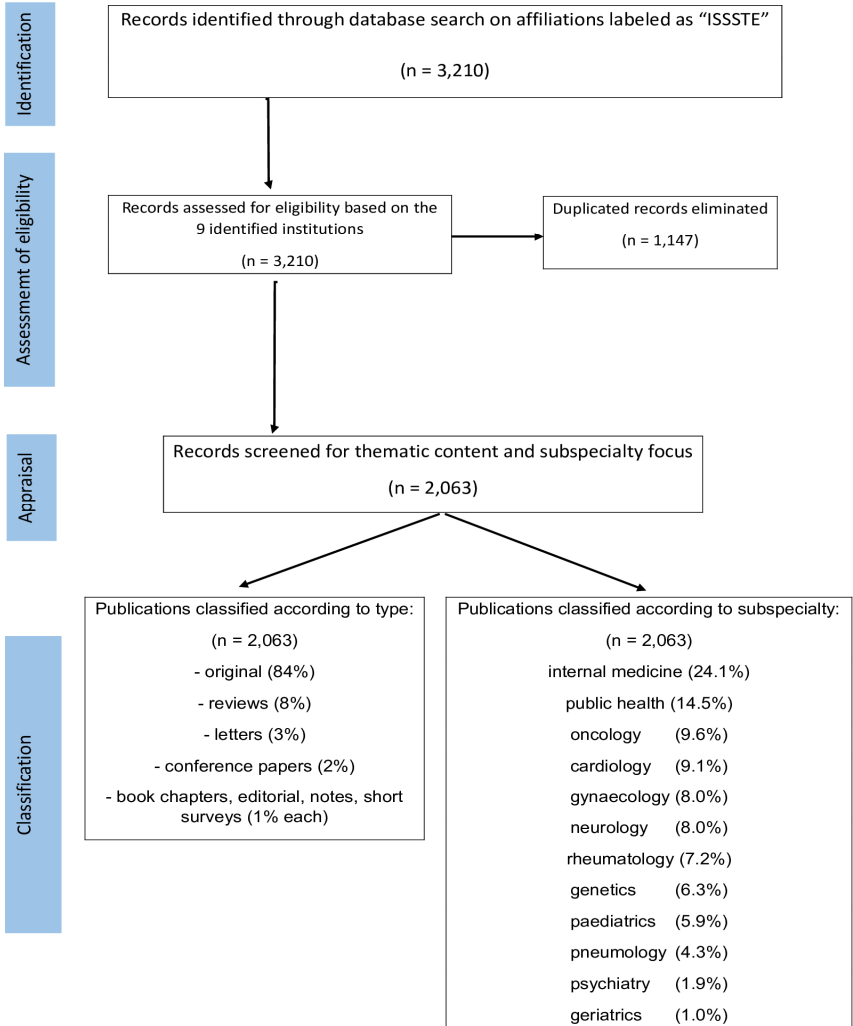 Identification
Records identified through database search on affiliations labeled as “ISSSTE”
(n = 3,210)
Assessmemt of eligibility
Records assessed for eligibility based on the
9 identified institutions
(n = 3,210)
Duplicated records eliminated
(n = 1,147)
Appraisal
Records screened for thematic content and subspecialty focus
(n = 2,063)
Classification
Publications classified according to type:
(n = 2,063)
- original (84%)
- reviews (8%)
- letters (3%)
- conference papers (2%)
- book chapters, editorial, notes, short
surveys (1% each)
Publications classified according to subspecialty:
(n = 2,063)
internal medicine (24.1%)
public health (14.5%)
oncology (9.6%)
cardiology (9.1%)
gynaecology (8.0%)
neurology (8.0%)
rheumatology (7.2%)
genetics (6.3%)
paediatrics (5.9%)
pneumology (4.3%)
psychiatry (1.9%)
geriatrics (1.0%)